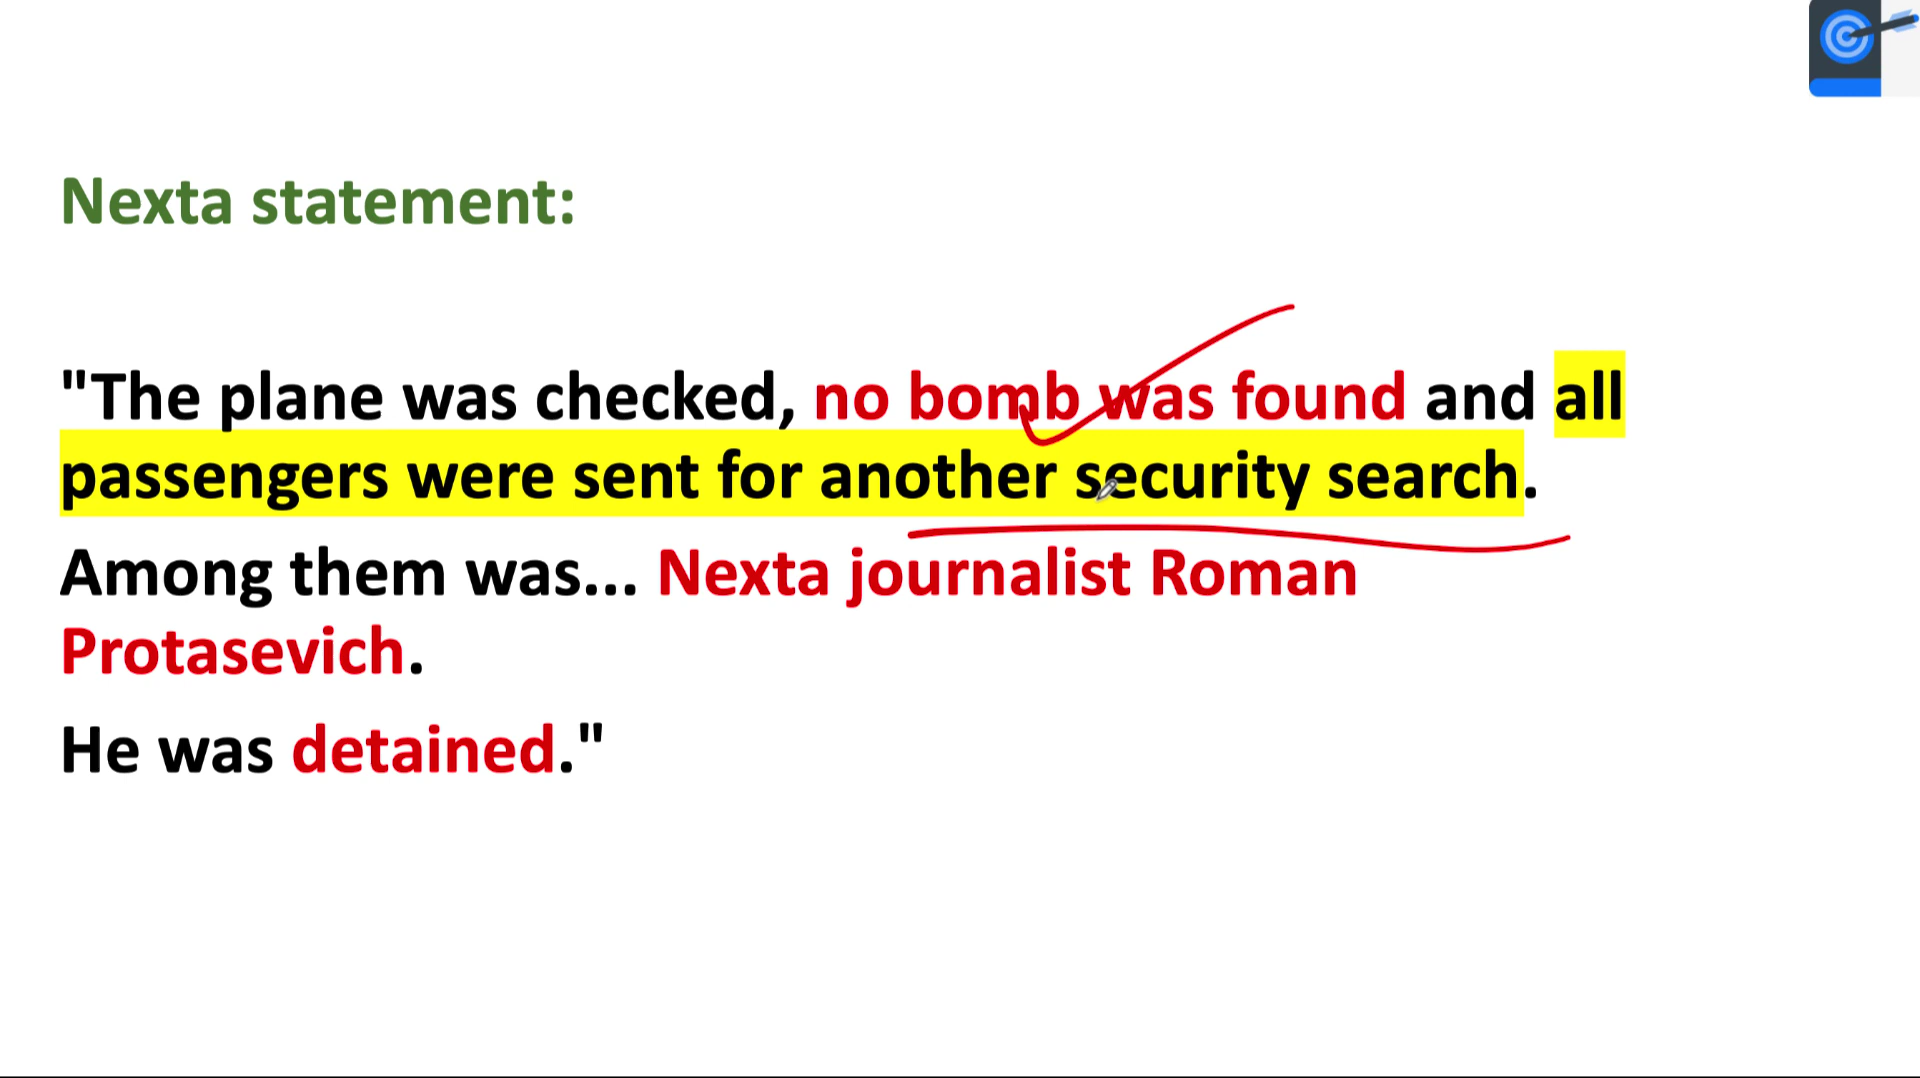 Nexta statement:
"The plane was checked, no bomb was found and all
passengers were sent for another security search.
Among them was... Nexta journalist Roman
Protasevich.
He was detained."